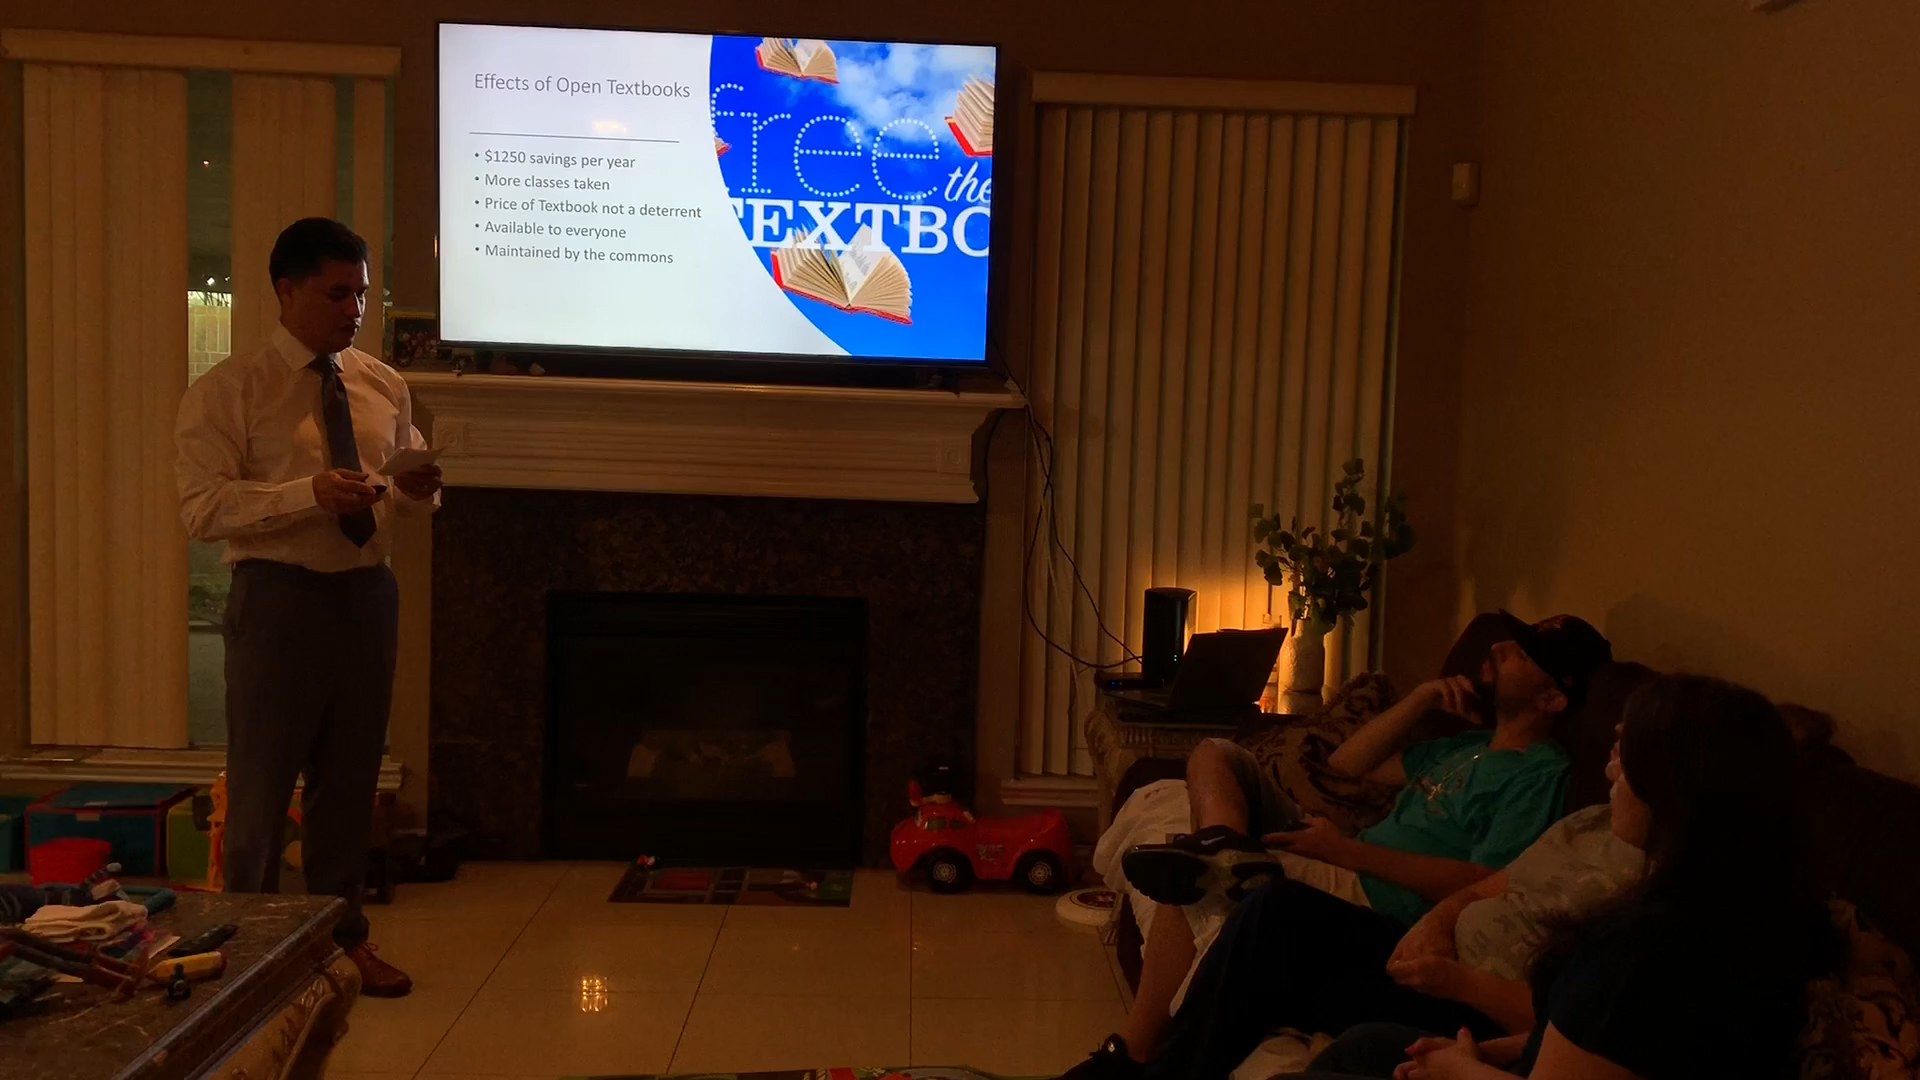 Effects of Open Textbooks
• $1250 savings per year
• More classes taken
• Price of Textbook not a deterrent
• Available to everyone
• Maintained by the commons
free
the
TEXTBO